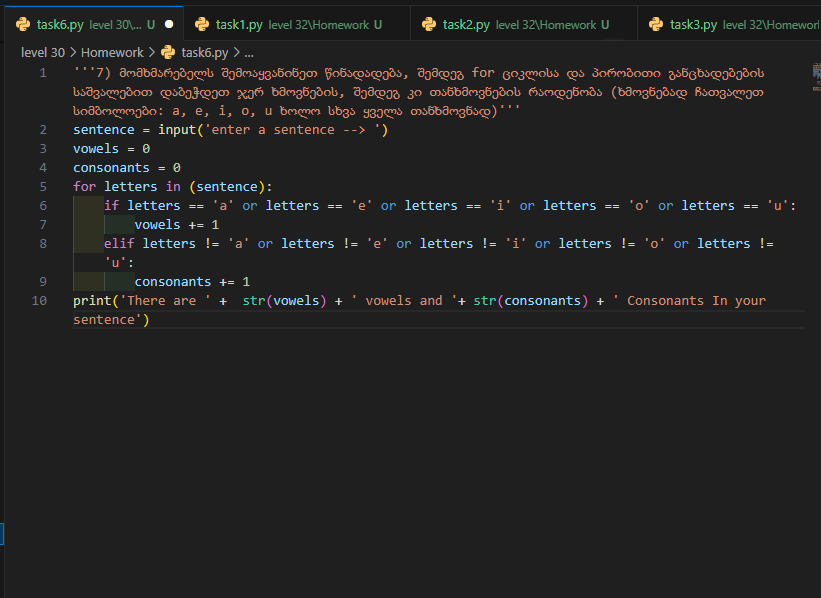 task6.py level 30\... U
task1.py level 32\Homework U
task2.py level 32\Homework U
task3.py level 32\Homewor
level 30 > Homework > task6.py > ...
1 '''7) მომხმარებელს შემოაყვანინეთ წინადადება, შემდეგ for ციკლისა და პირობითი განცხადებების
საშვალებით დაბეჭდეთ ჯერ ხმოვნების, შემდეგ კი თანხმოვნების რაოდენობა (ხმოვნებად ჩათვალეთ
სიმბოლოები: a, e, i, o, u ხოლო სხვა ყველა თანხმოვნად)'''
2 sentence = input('enter a sentence --> ')
3 vowels = 0
4 consonants = 0
5 for letters in (sentence):
6 if letters == 'a' or letters == 'e' or letters == 'i' or letters == 'o' or letters == 'u':
7 vowels += 1
8 elif letters != 'a' or letters != 'e' or letters != 'i' or letters != 'o' or letters !=
'u':
9 consonants += 1
10 print('There are ' +  str(vowels) + ' vowels and '+ str(consonants) + ' Consonants In your
sentence')